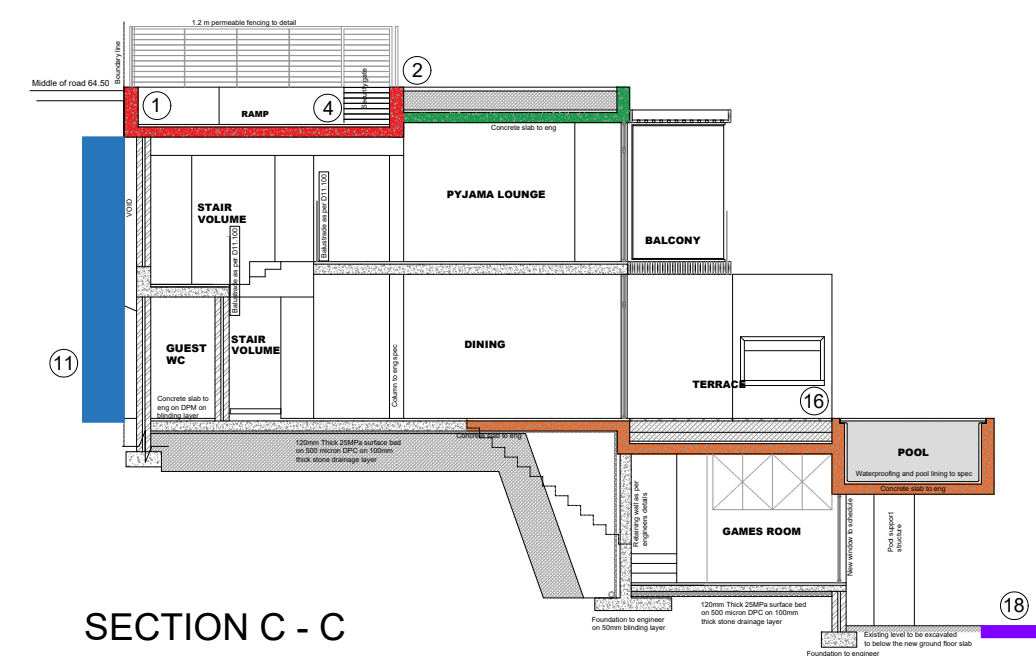 1.2 m permeable fencing to detail
Boundary line
Middle of road 64.50
2
1
4
Security gate
RAMP
Concrete slab to eng
VOID
STAIR
VOLUME
Balustrade as per D11.100
Balustrade as per D11.100
PYJAMA LOUNGE
BALCONY
11
GUEST
WC
STAIR
VOLUME
Column to eng spec
DINING
TERRACE
16
Concrete slab to
eng on DPM on
blinding layer
Concrete slab to eng
120mm Thick 25MPa surface bed
on 500 micron DPC on 100mm
thick stone drainage layer
POOL
Waterproofing and pool lining to spec
Concrete slab to eng
Retaining wall as per
engineers details
GAMES ROOM
New window to schedule
Pool support
structure
18
120mm Thick 25MPa surface bed
on 500 micron DPC on 100mm
thick stone drainage layer
Foundation to engineer
on 50mm blinding layer
Existing level to be excavated
to below the new ground floor slab
Foundation to engineer
SECTION C - C